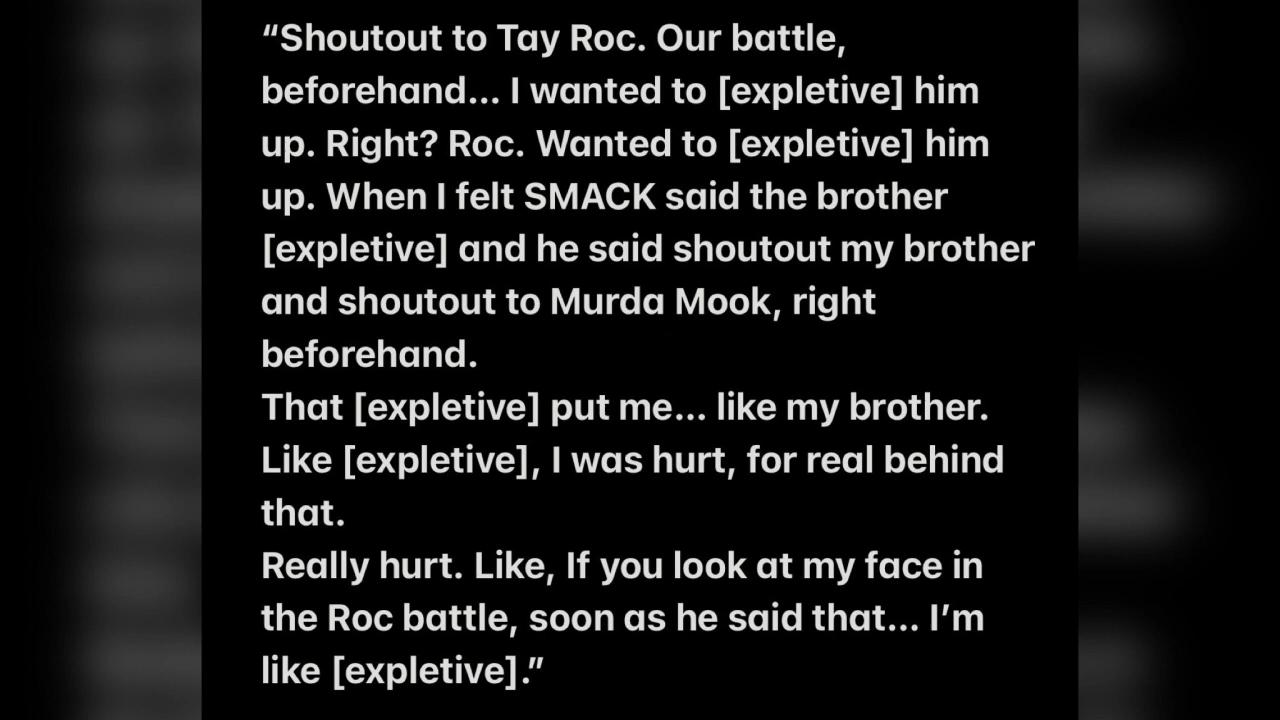 “Shoutout to Tay Roc. Our battle,
beforehand... I wanted to [expletive] him
up. Right? Roc. Wanted to [expletive] him
up. When I felt SMACK said the brother
[expletive] and he said shoutout my brother
and shoutout to Murda Mook, right
beforehand.
That [expletive] put me... like my brother.
Like [expletive], I was hurt, for real behind
that.
Really hurt. Like, If you look at my face in
the Roc battle, soon as he said that... I’m
like [expletive].”